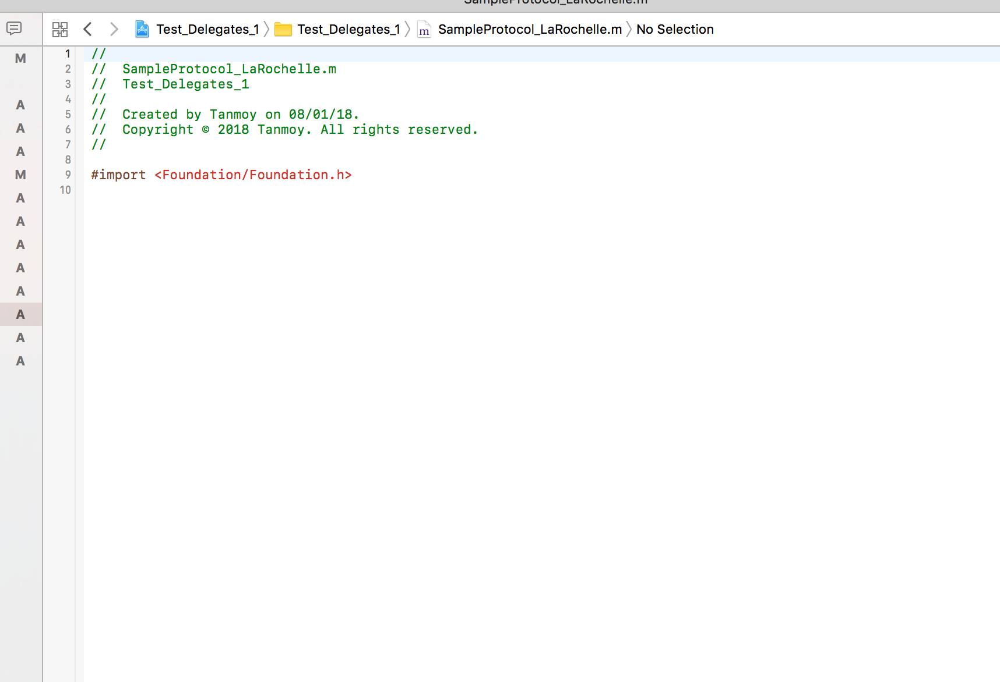 SampleProtocol_LaRochelle.m
Test_Delegates_1 Test_Delegates_1 m SampleProtocol_LaRochelle.m No Selection
M
A
A
A
M
A
A
A
A
A
A
A
A
1 //
2 // SampleProtocol_LaRochelle.m
3 // Test_Delegates_1
4 //
5 // Created by Tanmoy on 08/01/18.
6 // Copyright © 2018 Tanmoy. All rights reserved.
7 //
8
9 #import <Foundation/Foundation.h>
10